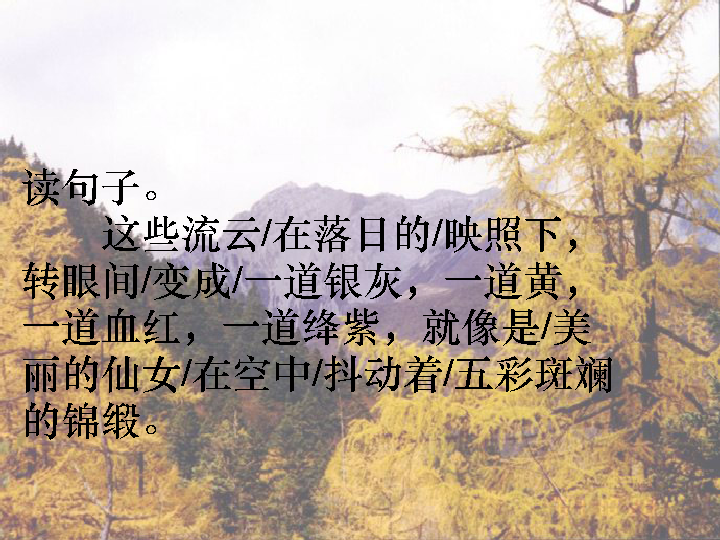 读句子。
这些流云/在落日的/映照下，
转眼间/变成/一道银灰，一道黄，
一道血红，一道绛紫，就像是/美
丽的仙女/在空中/抖动着/五彩斑斓
的锦缎。